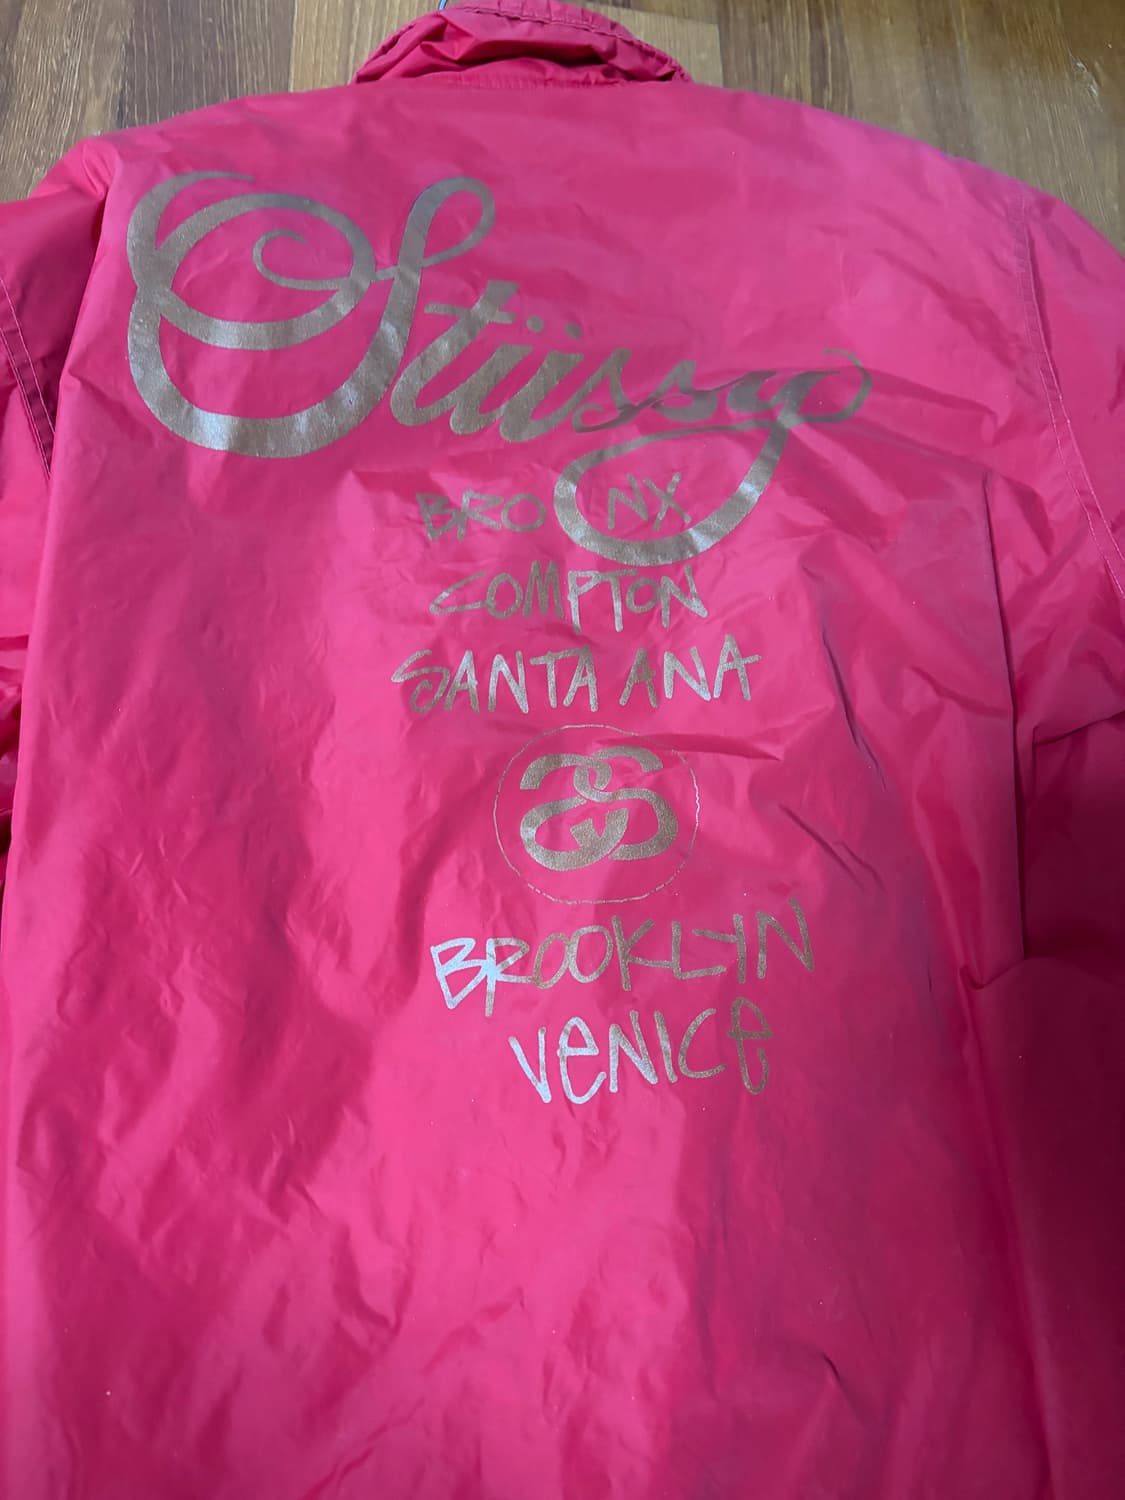 Stüssy
BRONX
COMPTON
SANTA ANA
SS
BROOKLYN
VENICE